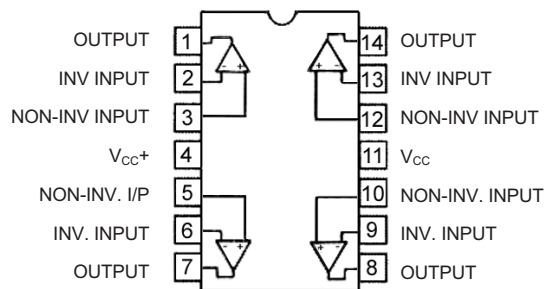 OUTPUT 1 14 OUTPUT
INV INPUT 2 - + + - 13 INV INPUT
NON-INV INPUT 3 12 NON-INV INPUT
VCC+ 4 11 VCC
NON-INV. I/P 5 10 NON-INV. INPUT
INV. INPUT 6 - + + - 9 INV. INPUT
OUTPUT 7 8 OUTPUT